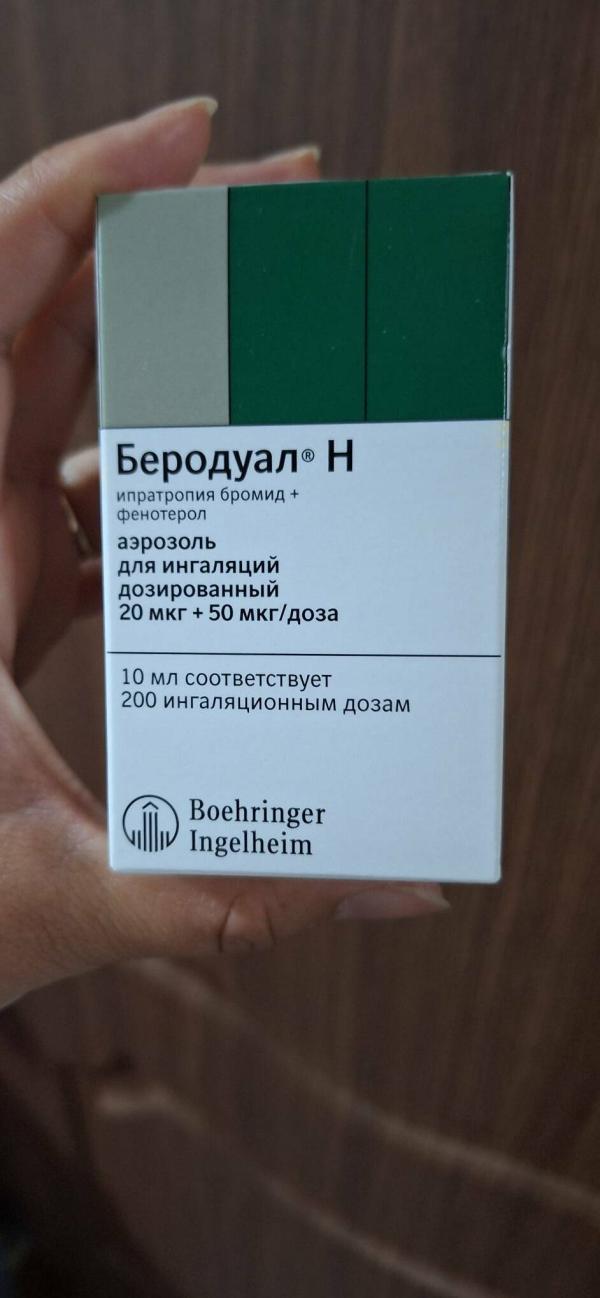 Беродуал® Н
ипратропия бромид +
фенотерол
аэрозоль
для ингаляций
дозированный
20 мкг + 50 мкг/доза
10 мл соответствует
200 ингаляционным дозам
Boehringer
Ingelheim